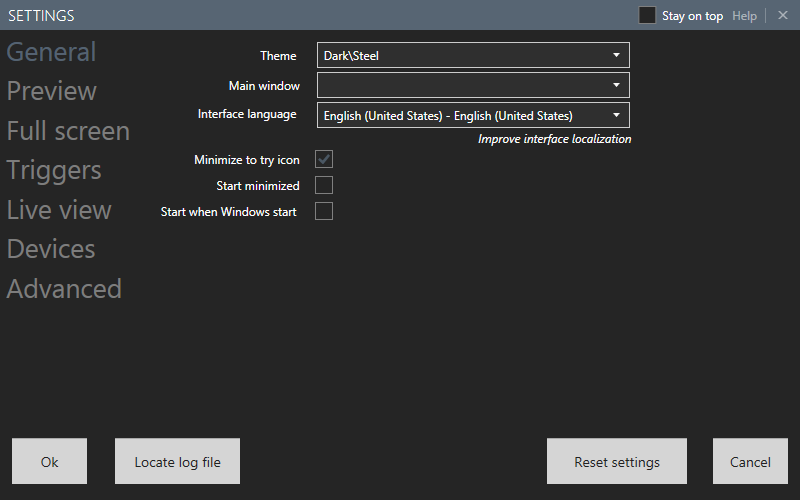 SETTINGS
Stay on top Help
General
Preview
Full screen
Triggers
Live view
Devices
Advanced
Theme Dark\Steel
Main window
Interface language English (United States) - English (United States)
Improve interface localization
Minimize to try icon
Start minimized
Start when Windows start
Ok Locate log file Reset settings Cancel